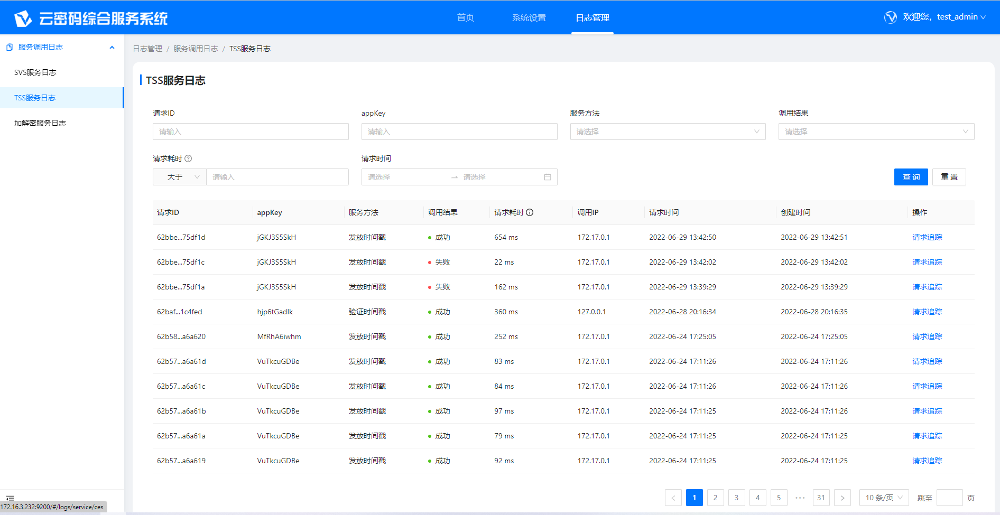 云密码综合服务系统
首页 系统设置 日志管理
欢迎您，test_admin
服务调用日志
SVS服务日志
TSS服务日志
加解密服务日志
日志管理 / 服务调用日志 / TSS服务日志
TSS服务日志
请求ID appKey 服务方法 调用结果
请输入 请输入 请选择 请选择
请求耗时 请求时间
大于 请输入 请选择 → 请选择 查 询 重 置
请求ID appKey 服务方法 调用结果 请求耗时 调用IP 请求时间 创建时间 操作
62bbe...75df1d jGKJ3S5SkH 发放时间戳 成功 654 ms 172.17.0.1 2022-06-29 13:42:50 2022-06-29 13:42:51 请求追踪
62bbe...75df1c jGKJ3S5SkH 发放时间戳 失败 22 ms 172.17.0.1 2022-06-29 13:42:02 2022-06-29 13:42:02 请求追踪
62bbe...75df1a jGKJ3S5SkH 发放时间戳 失败 162 ms 172.17.0.1 2022-06-29 13:39:29 2022-06-29 13:39:29 请求追踪
62baf...1c4fed hjp6tGadIk 验证时间戳 成功 360 ms 127.0.0.1 2022-06-28 20:16:34 2022-06-28 20:16:35 请求追踪
62b58...a6a620 MfRhA6iwhm 发放时间戳 成功 252 ms 172.17.0.1 2022-06-24 17:25:05 2022-06-24 17:25:05 请求追踪
62b57...a6a61d VuTkcuGDBe 发放时间戳 成功 83 ms 172.17.0.1 2022-06-24 17:11:26 2022-06-24 17:11:26 请求追踪
62b57...a6a61c VuTkcuGDBe 发放时间戳 成功 84 ms 172.17.0.1 2022-06-24 17:11:26 2022-06-24 17:11:26 请求追踪
62b57...a6a61b VuTkcuGDBe 发放时间戳 成功 97 ms 172.17.0.1 2022-06-24 17:11:25 2022-06-24 17:11:26 请求追踪
62b57...a6a61a VuTkcuGDBe 发放时间戳 成功 79 ms 172.17.0.1 2022-06-24 17:11:25 2022-06-24 17:11:25 请求追踪
62b57...a6a619 VuTkcuGDBe 发放时间戳 成功 92 ms 172.17.0.1 2022-06-24 17:11:25 2022-06-24 17:11:25 请求追踪
< 1 2 3 4 5 ••• 31 > 10 条/页 跳至 页
172.16.3.232:9200/#/logs/service/ces